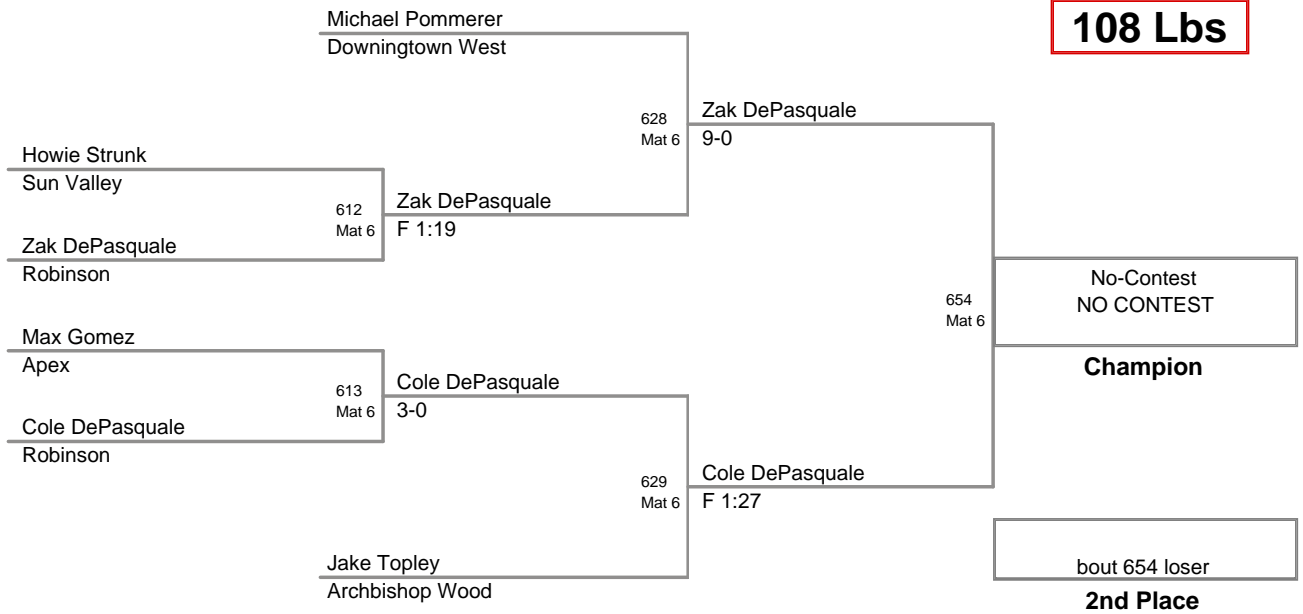 108 Lbs
Michael Pommerer
Downingtown West
628
Mat 6
Zak DePasquale
9-0
Howie Strunk
Sun Valley
612
Mat 6
Zak DePasquale
F 1:19
Zak DePasquale
Robinson
654
Mat 6
No-Contest
NO CONTEST
Champion
Max Gomez
Apex
613
Mat 6
Cole DePasquale
3-0
Cole DePasquale
Robinson
629
Mat 6
Cole DePasquale
F 1:27
Jake Topley
Archbishop Wood
bout 654 loser
2nd Place